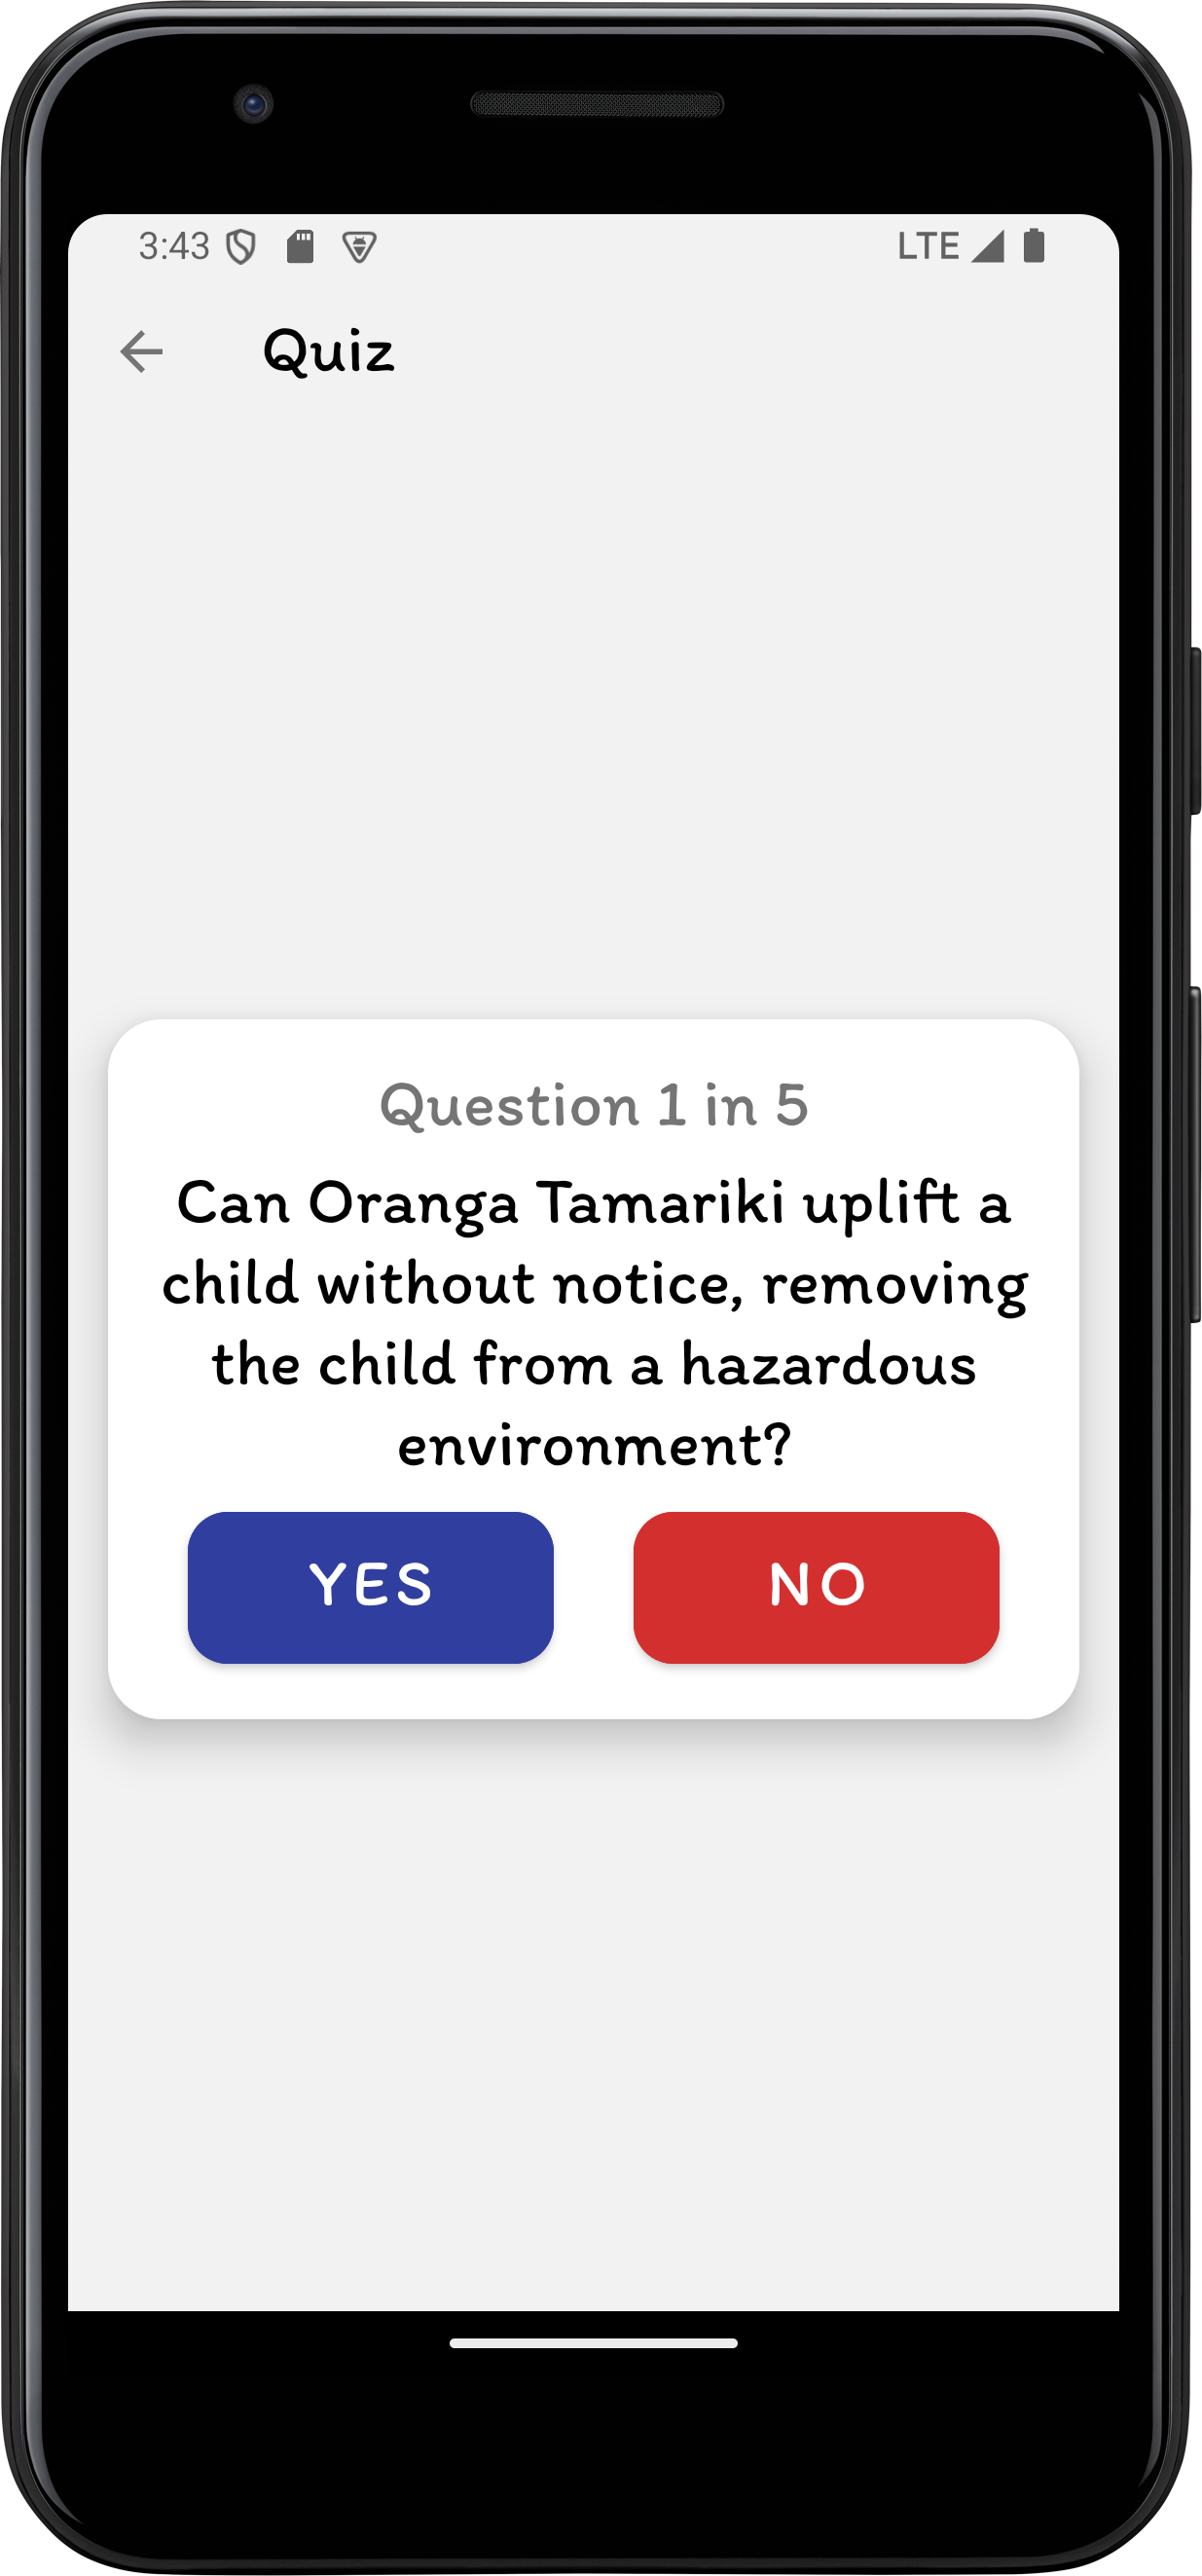 3:43 LTE
Quiz
Question 1 in 5
Can Oranga Tamariki uplift a
child without notice, removing
the child from a hazardous
environment?
YES NO